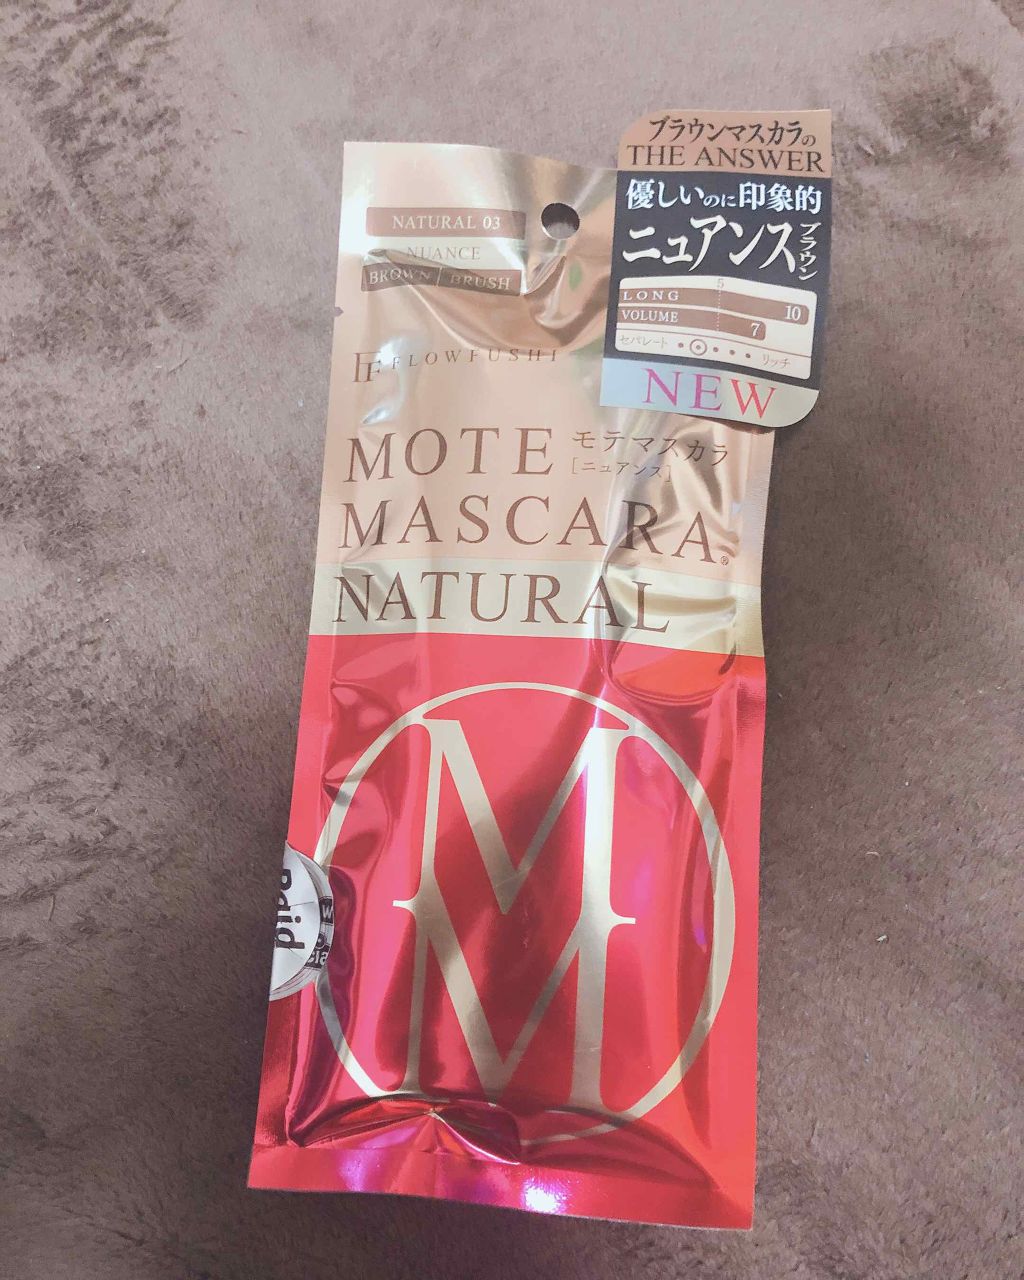 ブラウンマスカラの
THE ANSWER
優しいのに印象的
ニュアンスブラウン
5
LONG 10
VOLUME 7
セパレート リッチ
NEW
NATURAL 03
NUANCE
BROWN BRUSH
FLOWFUSHI
MOTE モテマスカラ
[ニュアンス]
MASCARA®
NATURAL
M
Paid